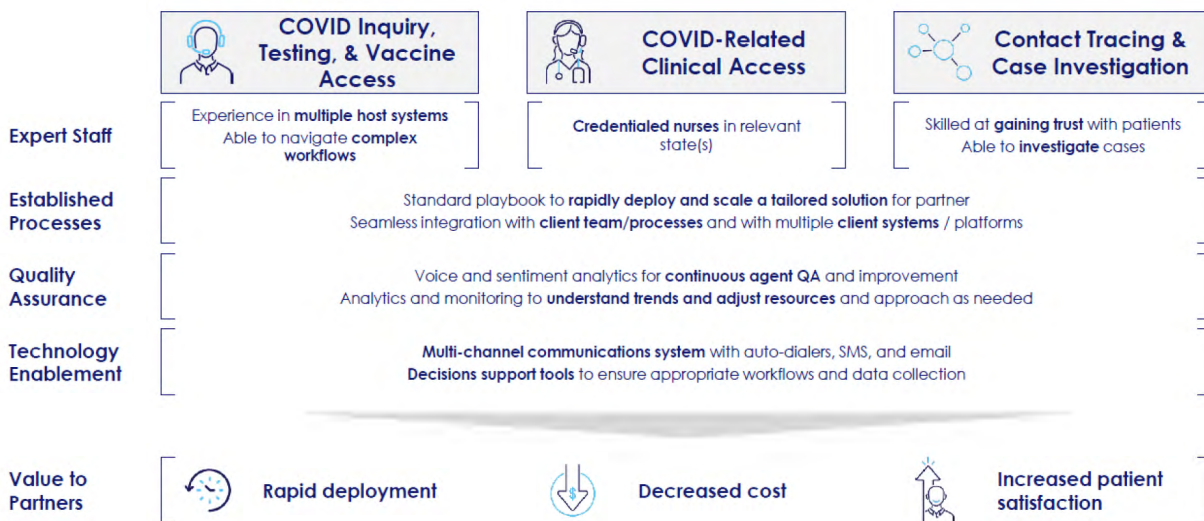 COVID Inquiry,
Testing, & Vaccine
Access
COVID-Related
Clinical Access
Contact Tracing &
Case Investigation
Expert Staff
Experience in multiple host systems
Able to navigate complex
workflows
Credentialed nurses in relevant
state(s)
Skilled at gaining trust with patients
Able to investigate cases
Established
Processes
Standard playbook to rapidly deploy and scale a tailored solution for partner
Seamless integration with client team/processes and with multiple client systems / platforms
Quality
Assurance
Voice and sentiment analytics for continuous agent QA and improvement
Analytics and monitoring to understand trends and adjust resources and approach as needed
Technology
Enablement
Multi-channel communications system with auto-dialers, SMS, and email
Decisions support tools to ensure appropriate workflows and data collection
Value to
Partners
Rapid deployment
$
Decreased cost
Increased patient
satisfaction